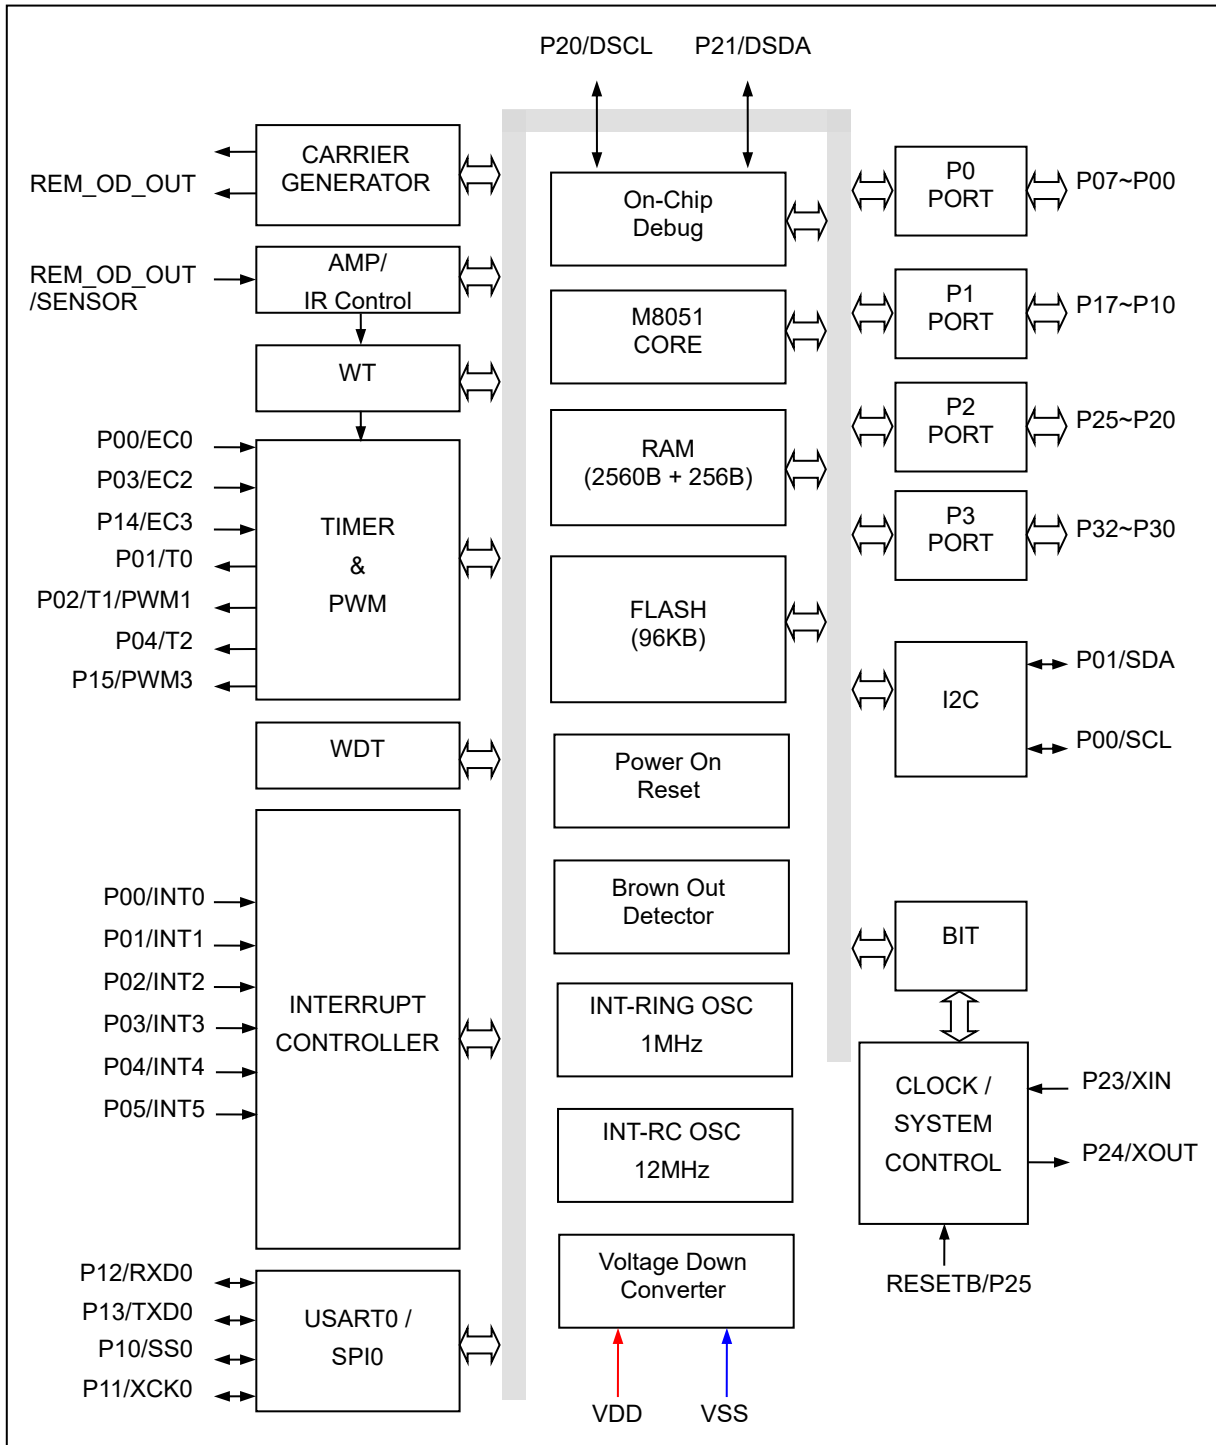 P20/DSCL
P21/DSDA
CARRIER
GENERATOR
REM_OD_OUT
AMP/
IR Control
REM_OD_OUT
/SENSOR
WT
P00/EC0
P03/EC2
P14/EC3
P01/T0
P02/T1/PWM1
P04/T2
P15/PWM3
TIMER
&
PWM
WDT
P00/INT0
P01/INT1
P02/INT2
P03/INT3
P04/INT4
P05/INT5
INTERRUPT
CONTROLLER
P12/RXD0
P13/TXD0
P10/SS0
P11/XCK0
USART0 /
SPI0
On-Chip
Debug
M8051
CORE
RAM
(2560B + 256B)
FLASH
(96KB)
Power On
Reset
Brown Out
Detector
INT-RING OSC
1MHz
INT-RC OSC
12MHz
Voltage Down
Converter
VDD
VSS
P0
PORT
P07~P00
P1
PORT
P17~P10
P2
PORT
P25~P20
P3
PORT
P32~P30
I2C
P01/SDA
P00/SCL
BIT
CLOCK /
SYSTEM
CONTROL
P23/XIN
P24/XOUT
RESETB/P25